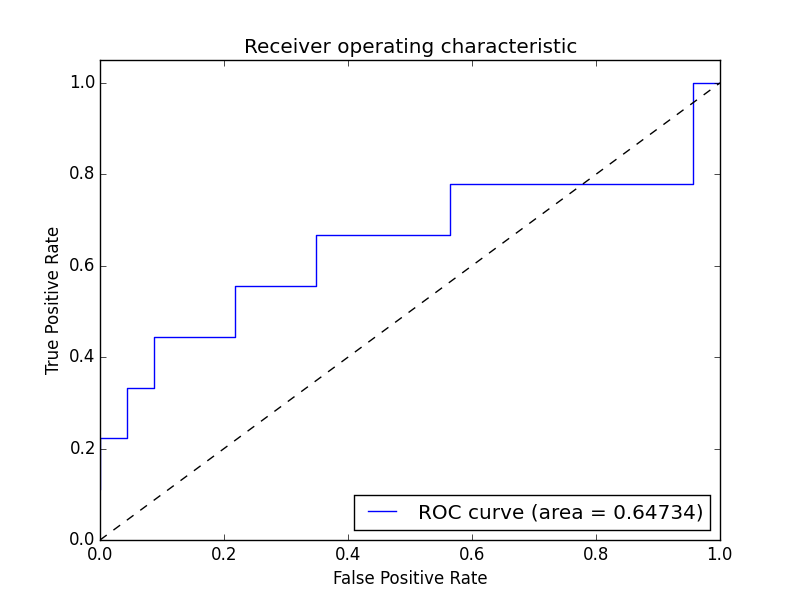 Receiver operating characteristic
1.0
0.8
0.6
0.4
0.2
0.0
True Positive Rate
ROC curve (area = 0.64734)
0.0 0.2 0.4 0.6 0.8 1.0
False Positive Rate